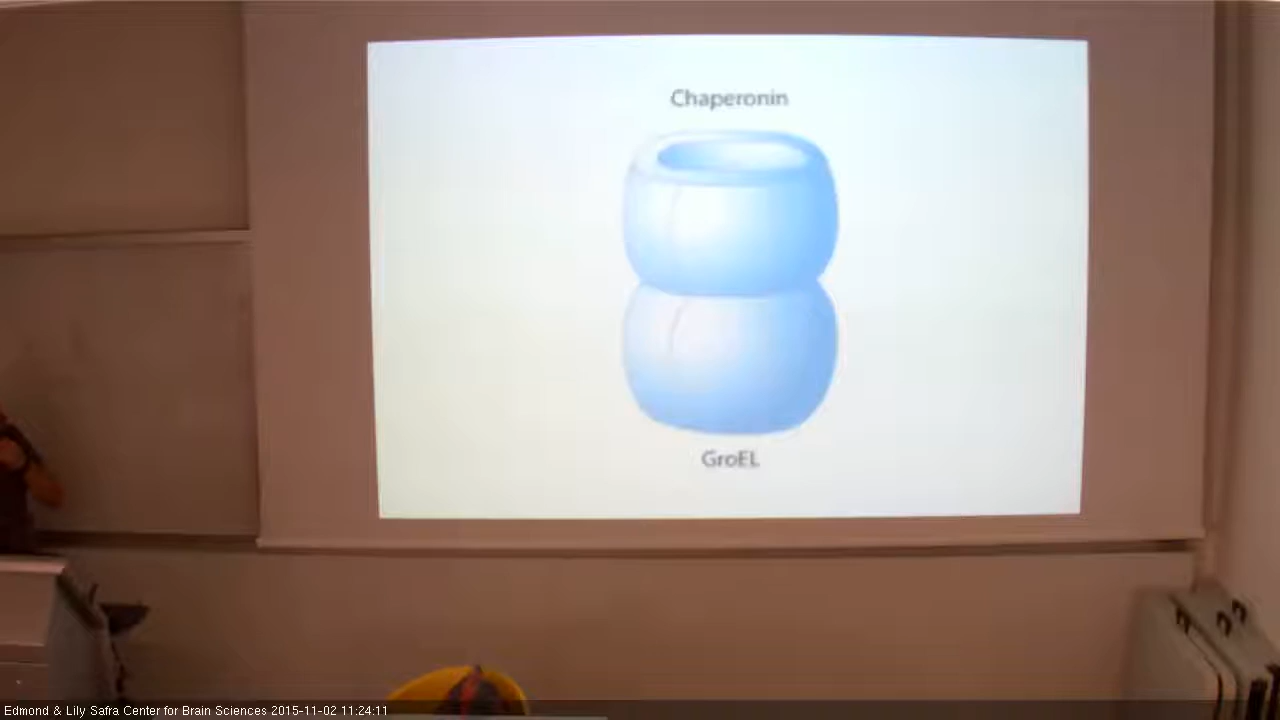 Chaperonin
GroEL
Edmond & Lily Safra Center for Brain Sciences 2015-11-02 11:24:11